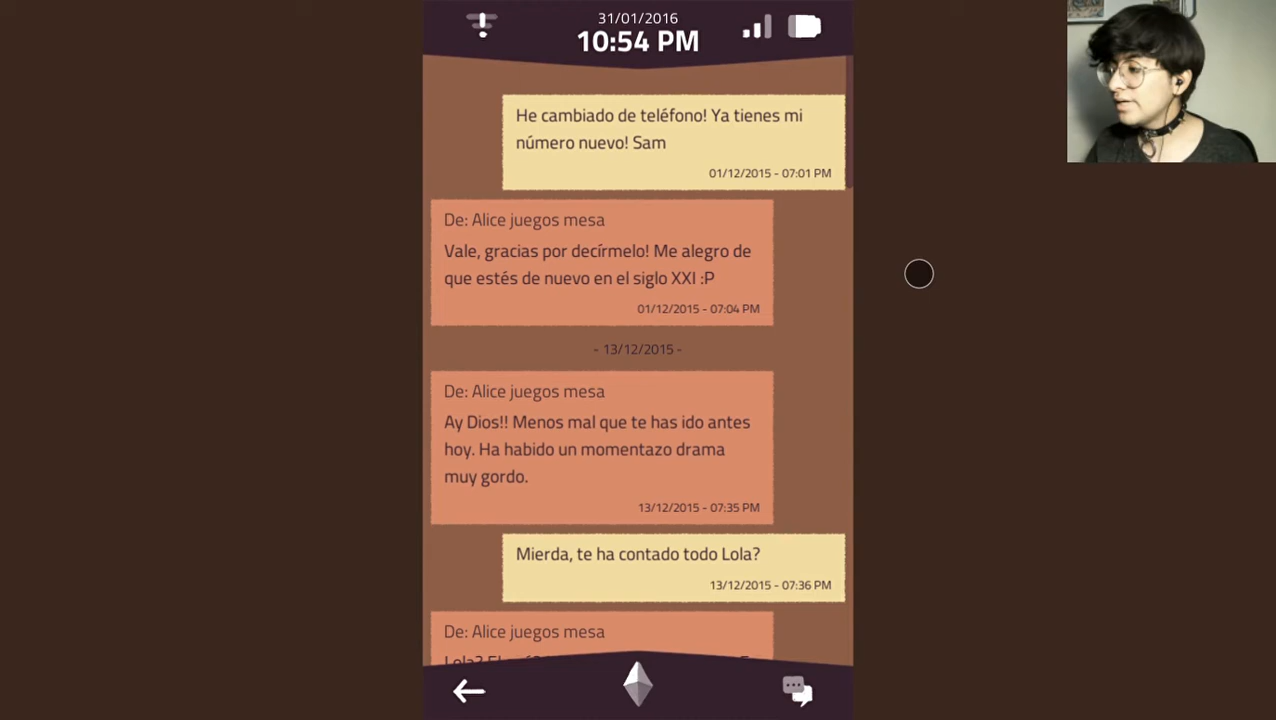 31/01/2016
10:54 PM
He cambiado de teléfono! Ya tienes mi
número nuevo! Sam
01/12/2015 - 07:01 PM
De: Alice juegos mesa
Vale, gracias por decírmelo! Me alegro de
que estés de nuevo en el siglo XXI :P
01/12/2015 - 07:04 PM
- 13/12/2015 -
De: Alice juegos mesa
Ay Dios!! Menos mal que te has ido antes
hoy. Ha habido un momentazo drama
muy gordo.
13/12/2015 - 07:35 PM
Mierda, te ha contado todo Lola?
13/12/2015 - 07:36 PM
De: Alice juegos mesa
Lola?